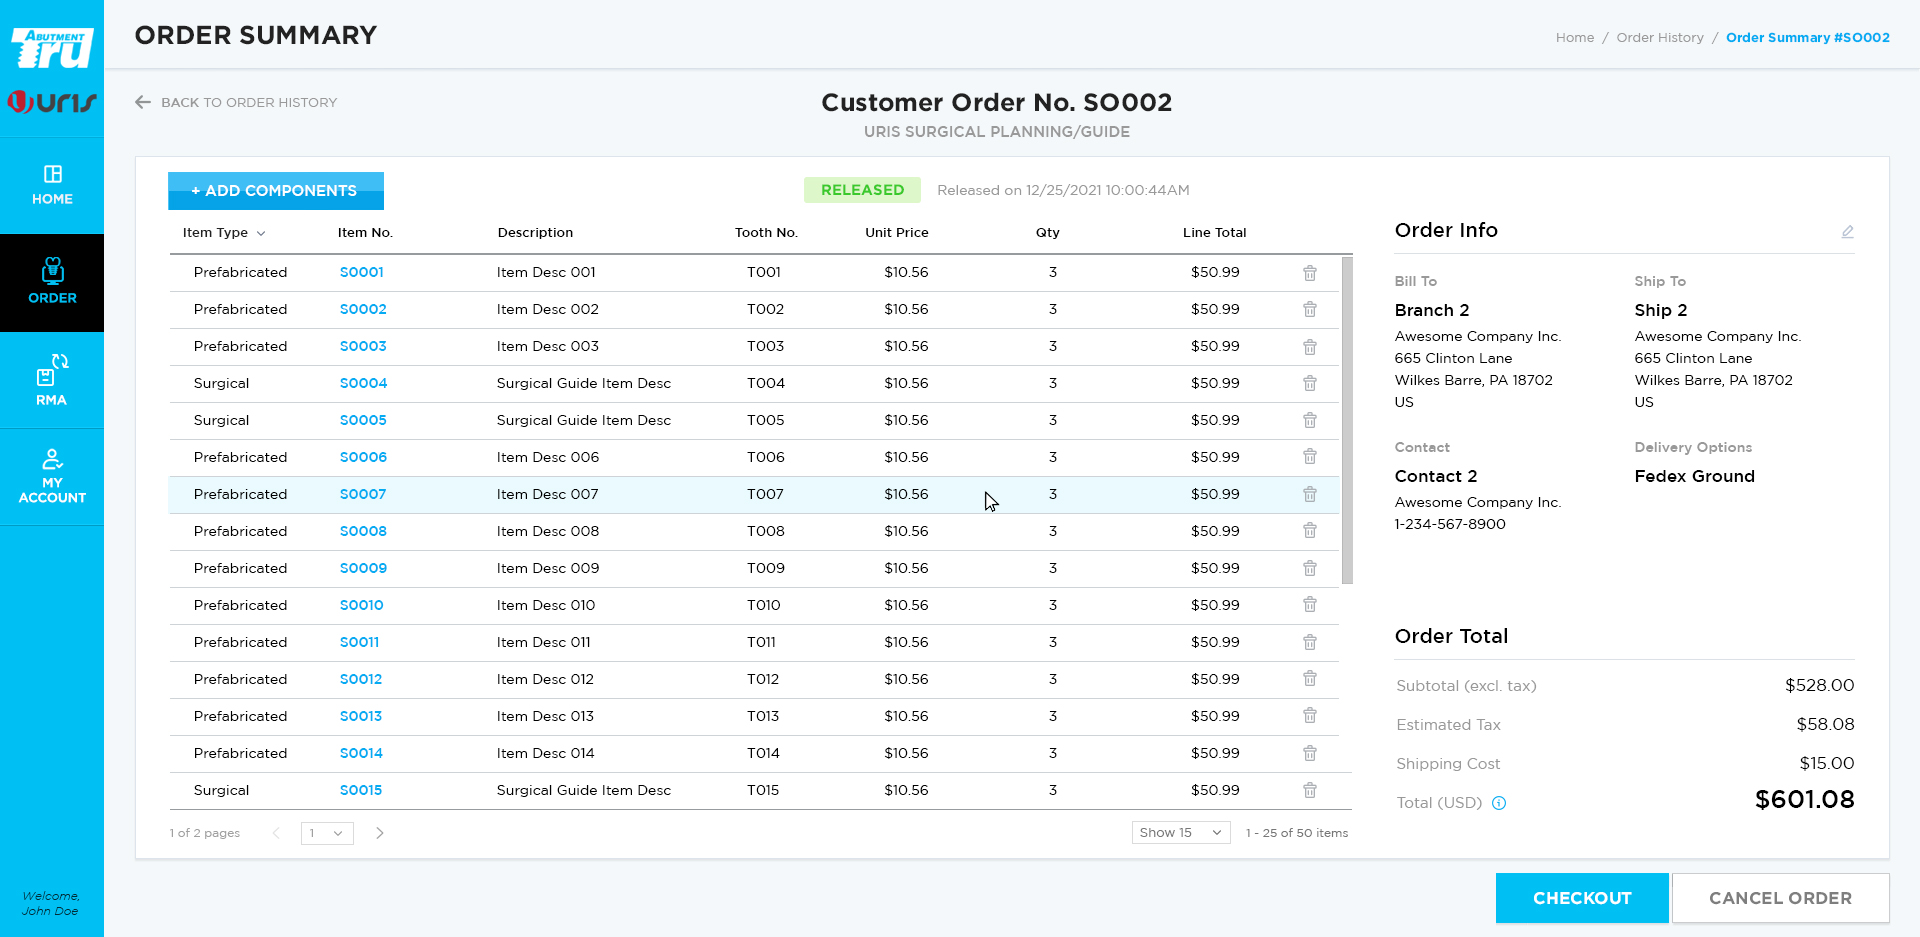 ABUTMENT
Tru
uris
HOME
ORDER
RMA
MY
ACCOUNT
Welcome,
John Doe
ORDER SUMMARY
Home / Order History / Order Summary #SO002
BACK TO ORDER HISTORY
Customer Order No. SO002
URIS SURGICAL PLANNING/GUIDE
+ ADD COMPONENTS
RELEASED Released on 12/25/2021 10:00:44AM
Item Type Item No. Description Tooth No. Unit Price Qty Line Total
Prefabricated S0001 Item Desc 001 T001 $10.56 3 $50.99
Prefabricated S0002 Item Desc 002 T002 $10.56 3 $50.99
Prefabricated S0003 Item Desc 003 T003 $10.56 3 $50.99
Surgical S0004 Surgical Guide Item Desc T004 $10.56 3 $50.99
Surgical S0005 Surgical Guide Item Desc T005 $10.56 3 $50.99
Prefabricated S0006 Item Desc 006 T006 $10.56 3 $50.99
Prefabricated S0007 Item Desc 007 T007 $10.56 3 $50.99
Prefabricated S0008 Item Desc 008 T008 $10.56 3 $50.99
Prefabricated S0009 Item Desc 009 T009 $10.56 3 $50.99
Prefabricated S0010 Item Desc 010 T010 $10.56 3 $50.99
Prefabricated S0011 Item Desc 011 T011 $10.56 3 $50.99
Prefabricated S0012 Item Desc 012 T012 $10.56 3 $50.99
Prefabricated S0013 Item Desc 013 T013 $10.56 3 $50.99
Prefabricated S0014 Item Desc 014 T014 $10.56 3 $50.99
Surgical S0015 Surgical Guide Item Desc T015 $10.56 3 $50.99
1 of 2 pages 1 Show 15 1 - 25 of 50 items
Order Info
Bill To
Branch 2
Awesome Company Inc.
665 Clinton Lane
Wilkes Barre, PA 18702
US
Ship To
Ship 2
Awesome Company Inc.
665 Clinton Lane
Wilkes Barre, PA 18702
US
Contact
Contact 2
Awesome Company Inc.
1-234-567-8900
Delivery Options
Fedex Ground
Order Total
Subtotal (excl. tax) $528.00
Estimated Tax $58.08
Shipping Cost $15.00
Total (USD) $601.08
CHECKOUT CANCEL ORDER